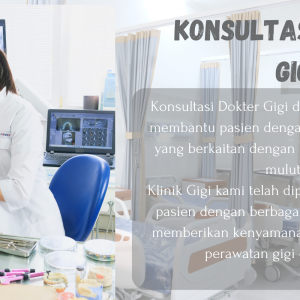 KONSULTAS
GIG
Konsultasi Dokter Gigi d
membantu pasien denga
yang berkaitan dengan
mulut
Klinik Gigi kami telah dip
pasien dengan berbaga
memberikan kenyamana
perawatan gigi